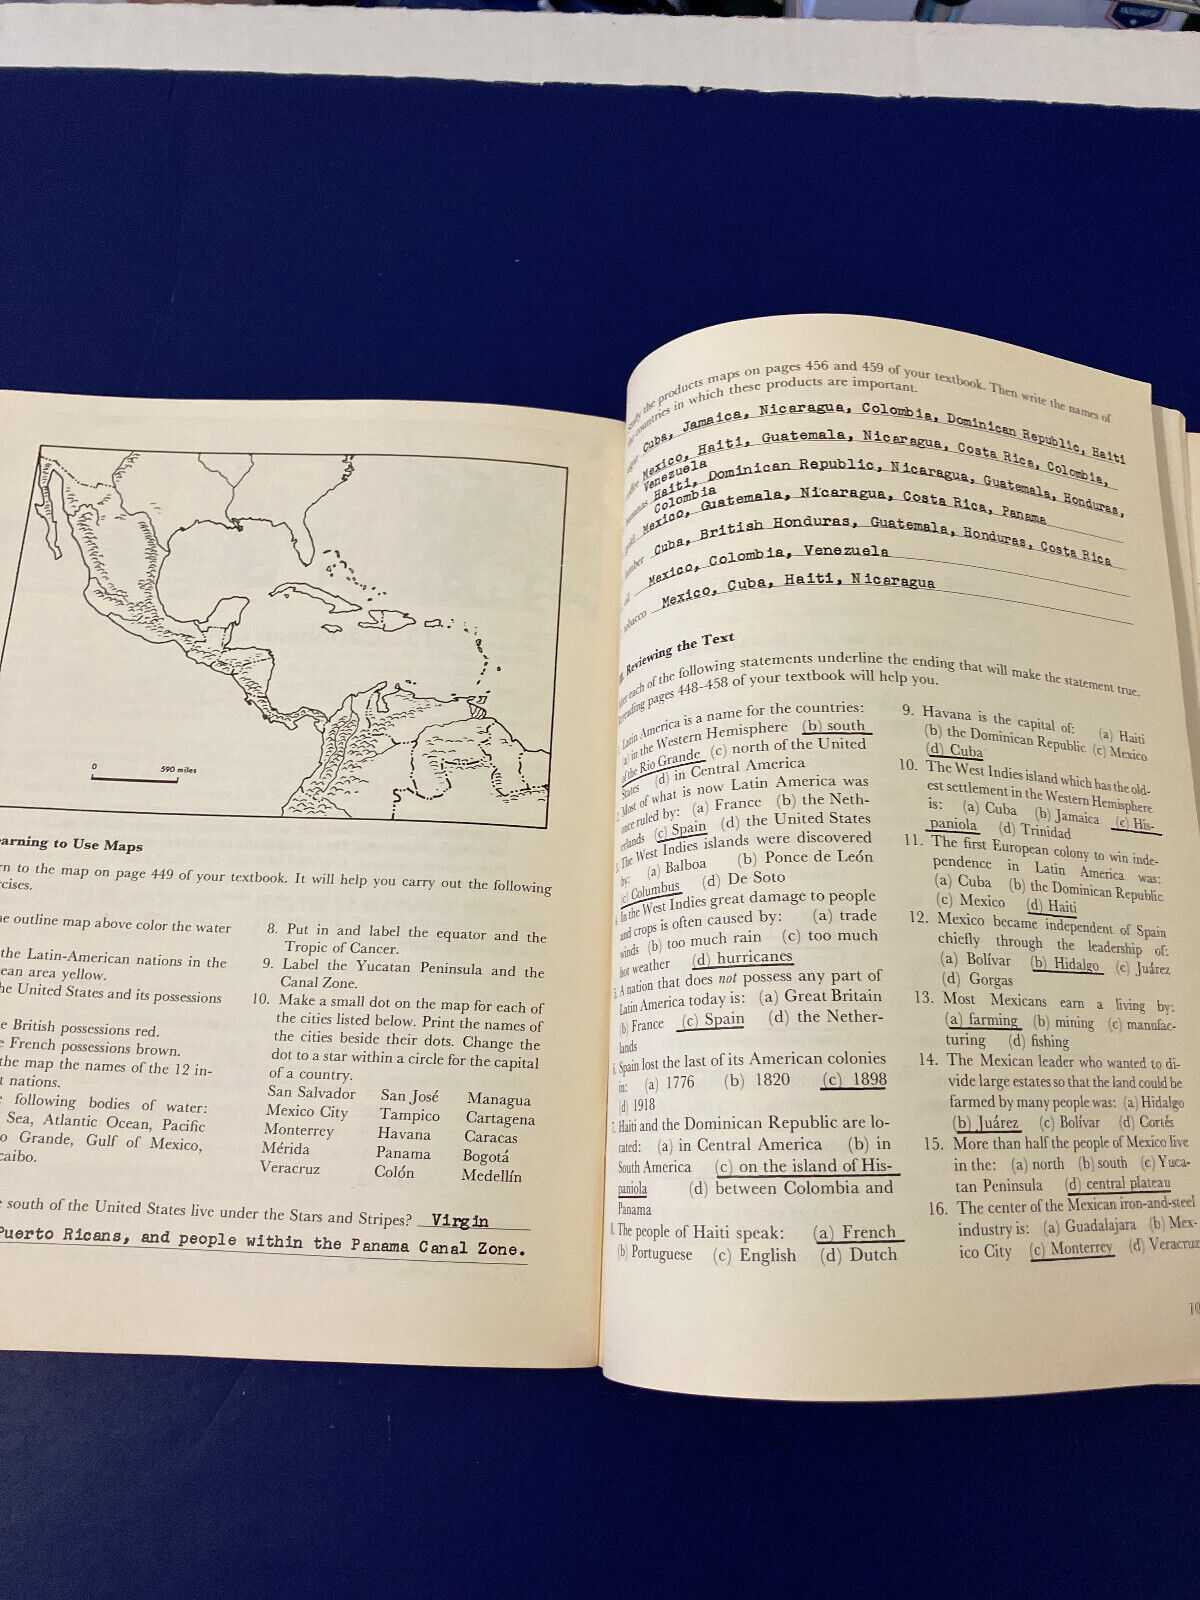 0 590 miles
arning to Use Maps
rn to the map on page 449 of your textbook. It will help you carry out the following
rcises.
ne outline map above color the water
the Latin-American nations in the
ean area yellow.
he United States and its possessions
e British possessions red.
e French possessions brown.
the map the names of the 12 in-
t nations.
e following bodies of water:
Sea, Atlantic Ocean, Pacific
o Grande, Gulf of Mexico,
caibo.
8. Put in and label the equator and the
Tropic of Cancer.
9. Label the Yucatan Peninsula and the
Canal Zone.
10. Make a small dot on the map for each of
the cities listed below. Print the names of
the cities beside their dots. Change the
dot to a star within a circle for the capital
of a country.
San Salvador San José Managua
Mexico City Tampico Cartagena
Monterrey Havana Caracas
Mérida Panama Bogotá
Veracruz Colón Medellín
e south of the United States live under the Stars and Stripes? Virgin
Puerto Ricans, and people within the Panama Canal Zone.
the products maps on pages 456 and 459 of your textbook. Then write the names of
countries in which these products are important.
Cuba, Jamaica, Nicaragua, Colombia, Dominican Republic, Haiti
Mexico, Haiti, Guatemala, Nicaragua, Costa Rica, Colombia,
Venezuela
Haiti, Dominican Republic, Nicaragua, Guatemala, Honduras,
Colombia
Mexico, Guatemala, Nicaragua, Costa Rica, Panama
Cuba, British Honduras, Guatemala, Honduras, Costa Rica
Mexico, Colombia, Venezuela
tobacco Mexico, Cuba, Haiti, Nicaragua
Reviewing the Text
each of the following statements underline the ending that will make the statement true.
Rereading pages 448–458 of your textbook will help you.
Latin America is a name for the countries:
(a) in the Western Hemisphere (b) south
of the Rio Grande (c) north of the United
States (d) in Central America
Most of what is now Latin America was
once ruled by: (a) France (b) the Neth-
erlands (c) Spain (d) the United States
The West Indies islands were discovered
by: (a) Balboa (b) Ponce de León
(c) Columbus (d) De Soto
In the West Indies great damage to people
and crops is often caused by: (a) trade
winds (b) too much rain (c) too much
hot weather (d) hurricanes
5. A nation that does not possess any part of
Latin America today is: (a) Great Britain
(b) France (c) Spain (d) the Nether-
lands
Spain lost the last of its American colonies
in: (a) 1776 (b) 1820 (c) 1898
(d) 1918
7. Haiti and the Dominican Republic are lo-
cated: (a) in Central America (b) in
South America (c) on the island of His-
paniola (d) between Colombia and
Panama
The people of Haiti speak: (a) French
(b) Portuguese (c) English (d) Dutch
9. Havana is the capital of: (a) Haiti
(b) the Dominican Republic (c) Mexico
(d) Cuba
10. The West Indies island which has the old-
est settlement in the Western Hemisphere
is: (a) Cuba (b) Jamaica (c) His-
paniola (d) Trinidad
11. The first European colony to win inde-
pendence in Latin America was:
(a) Cuba (b) the Dominican Republic
(c) Mexico (d) Haiti
12. Mexico became independent of Spain
chiefly through the leadership of:
(a) Bolívar (b) Hidalgo (c) Juárez
(d) Gorgas
13. Most Mexicans earn a living by:
(a) farming (b) mining (c) manufac-
turing (d) fishing
14. The Mexican leader who wanted to di-
vide large estates so that the land could be
farmed by many people was: (a) Hidalgo
(b) Juárez (c) Bolívar (d) Cortés
15. More than half the people of Mexico live
in the: (a) north (b) south (c) Yuca-
tan Peninsula (d) central plateau
16. The center of the Mexican iron-and-steel
industry is: (a) Guadalajara (b) Mex-
ico City (c) Monterrey (d) Veracruz
10